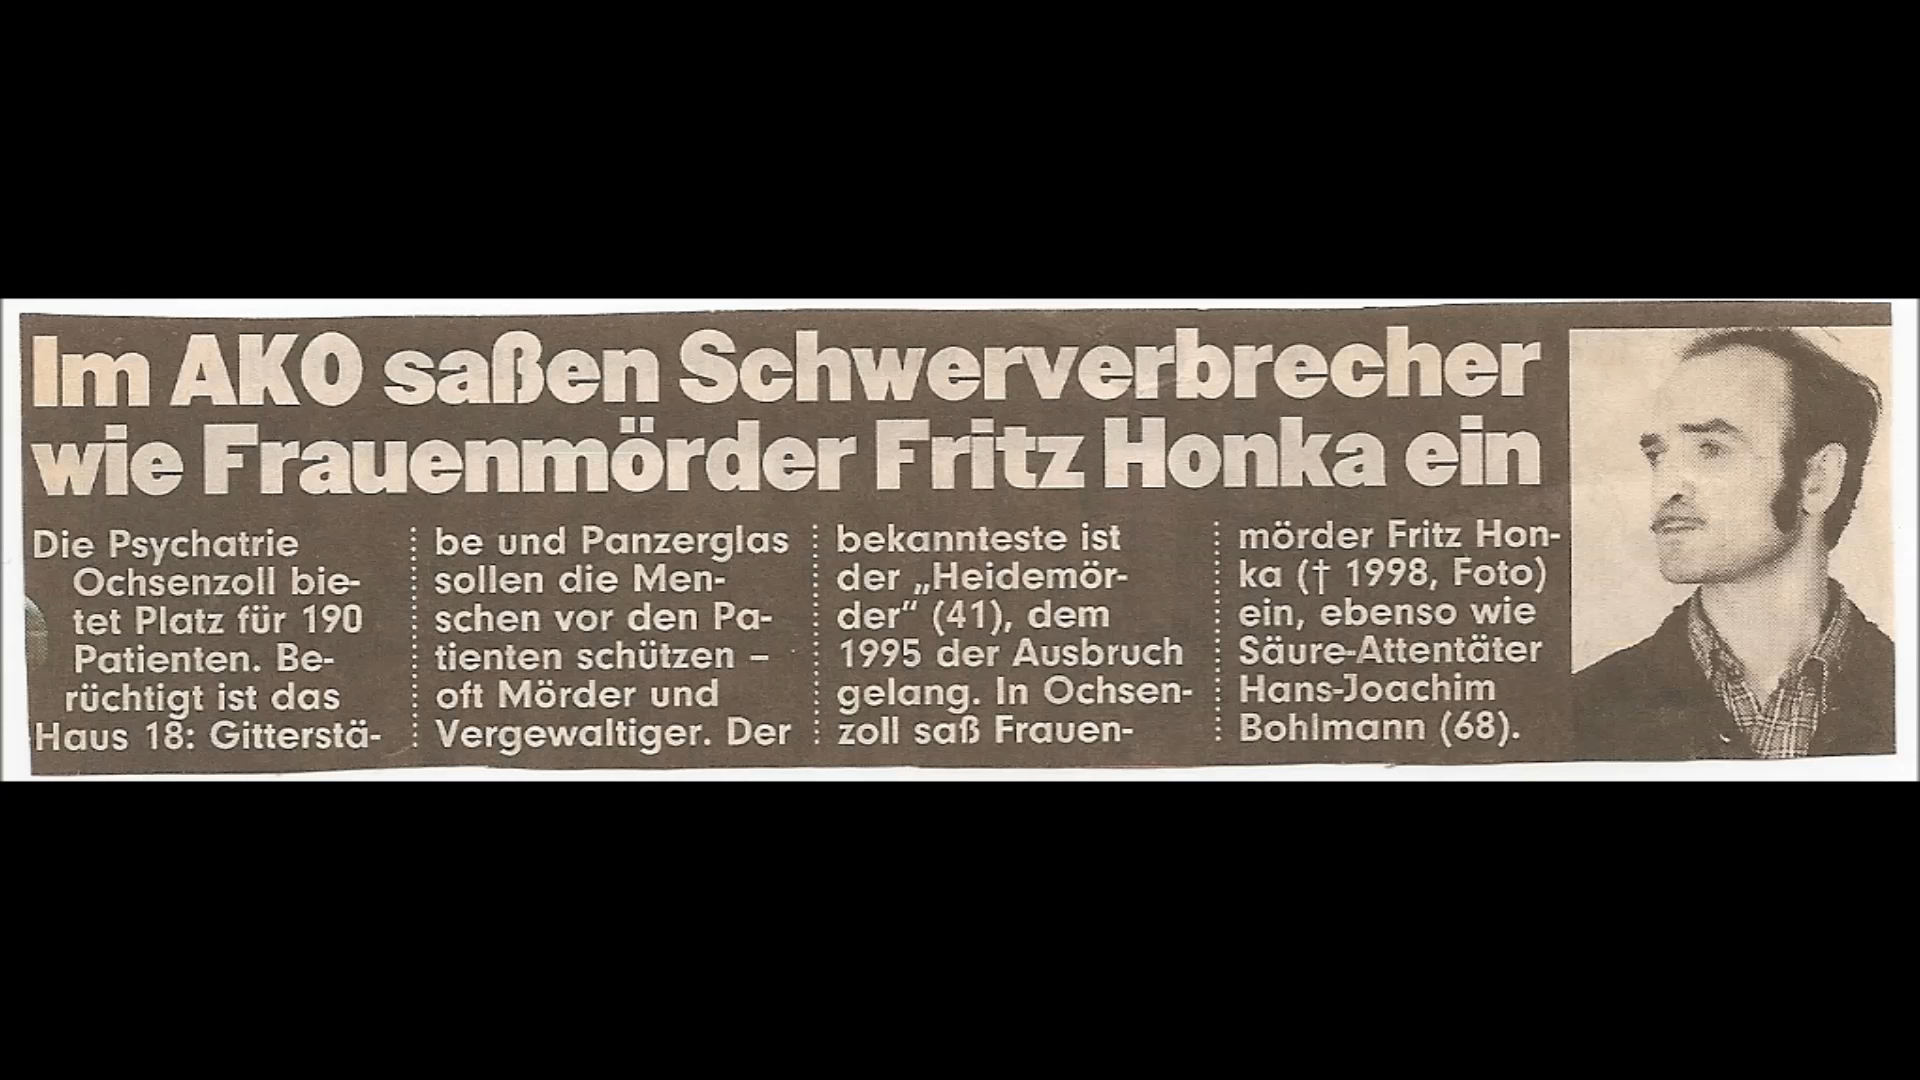 Im AKO saßen Schwerverbrecher
wie Frauenmörder Fritz Honka ein
Die Psychatrie
Ochsenzoll bie-
tet Platz für 190
Patienten. Be-
rüchtigt ist das
Haus 18: Gitterstä-
be und Panzerglas
sollen die Men-
schen vor den Pa-
tienten schützen –
oft Mörder und
Vergewaltiger. Der
bekannteste ist
der „Heidemör-
der“ (41), dem
1995 der Ausbruch
gelang. In Ochsen-
zoll saß Frauen-
mörder Fritz Hon-
ka († 1998, Foto)
ein, ebenso wie
Säure-Attentäter
Hans-Joachim
Bohlmann (68).